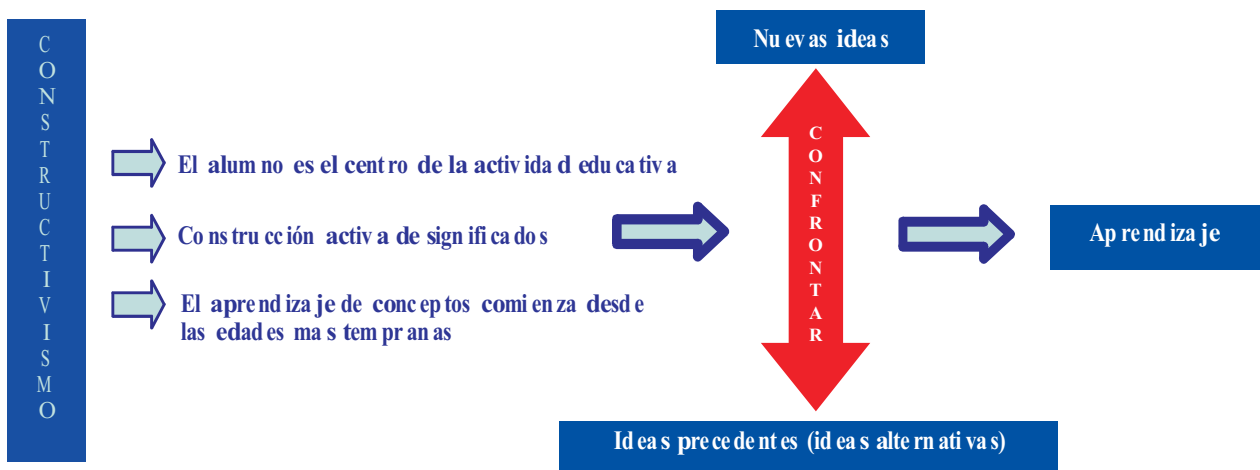 CONSTRUCTIVISMO
El alumno es el centro de la actividad educativa
Construcción activa de significados
El aprendizaje de conceptos comienza desde
las edades mas tempranas
Nuevas ideas
CONFRONTAR
Ideas precedentes (ideas alternativas)
Aprendizaje